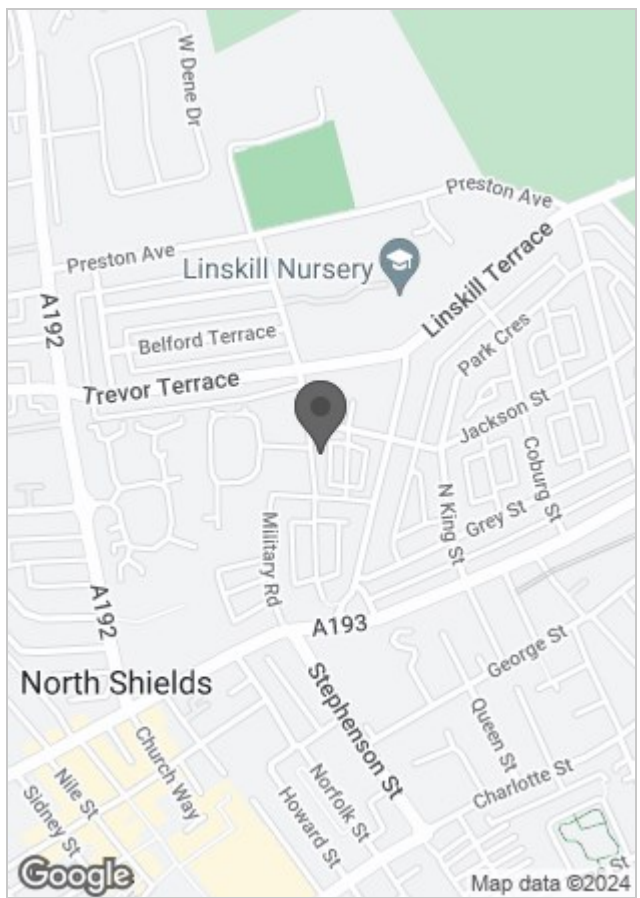 W Dene Dr
Preston Ave
Preston Ave
Linskill Nursery
Linskill Terrace
A192
Belford Terrace
Park Cres
Trevor Terrace
Jackson St
Coburg St
N King St
Grey St
Military Rd
A192
A193
George St
North Shields
Stephenson St
Queen St
Church Way
Charlotte St
Nile St
Norfolk St
Sidney St
Howard St
St
Google
Map data ©2024